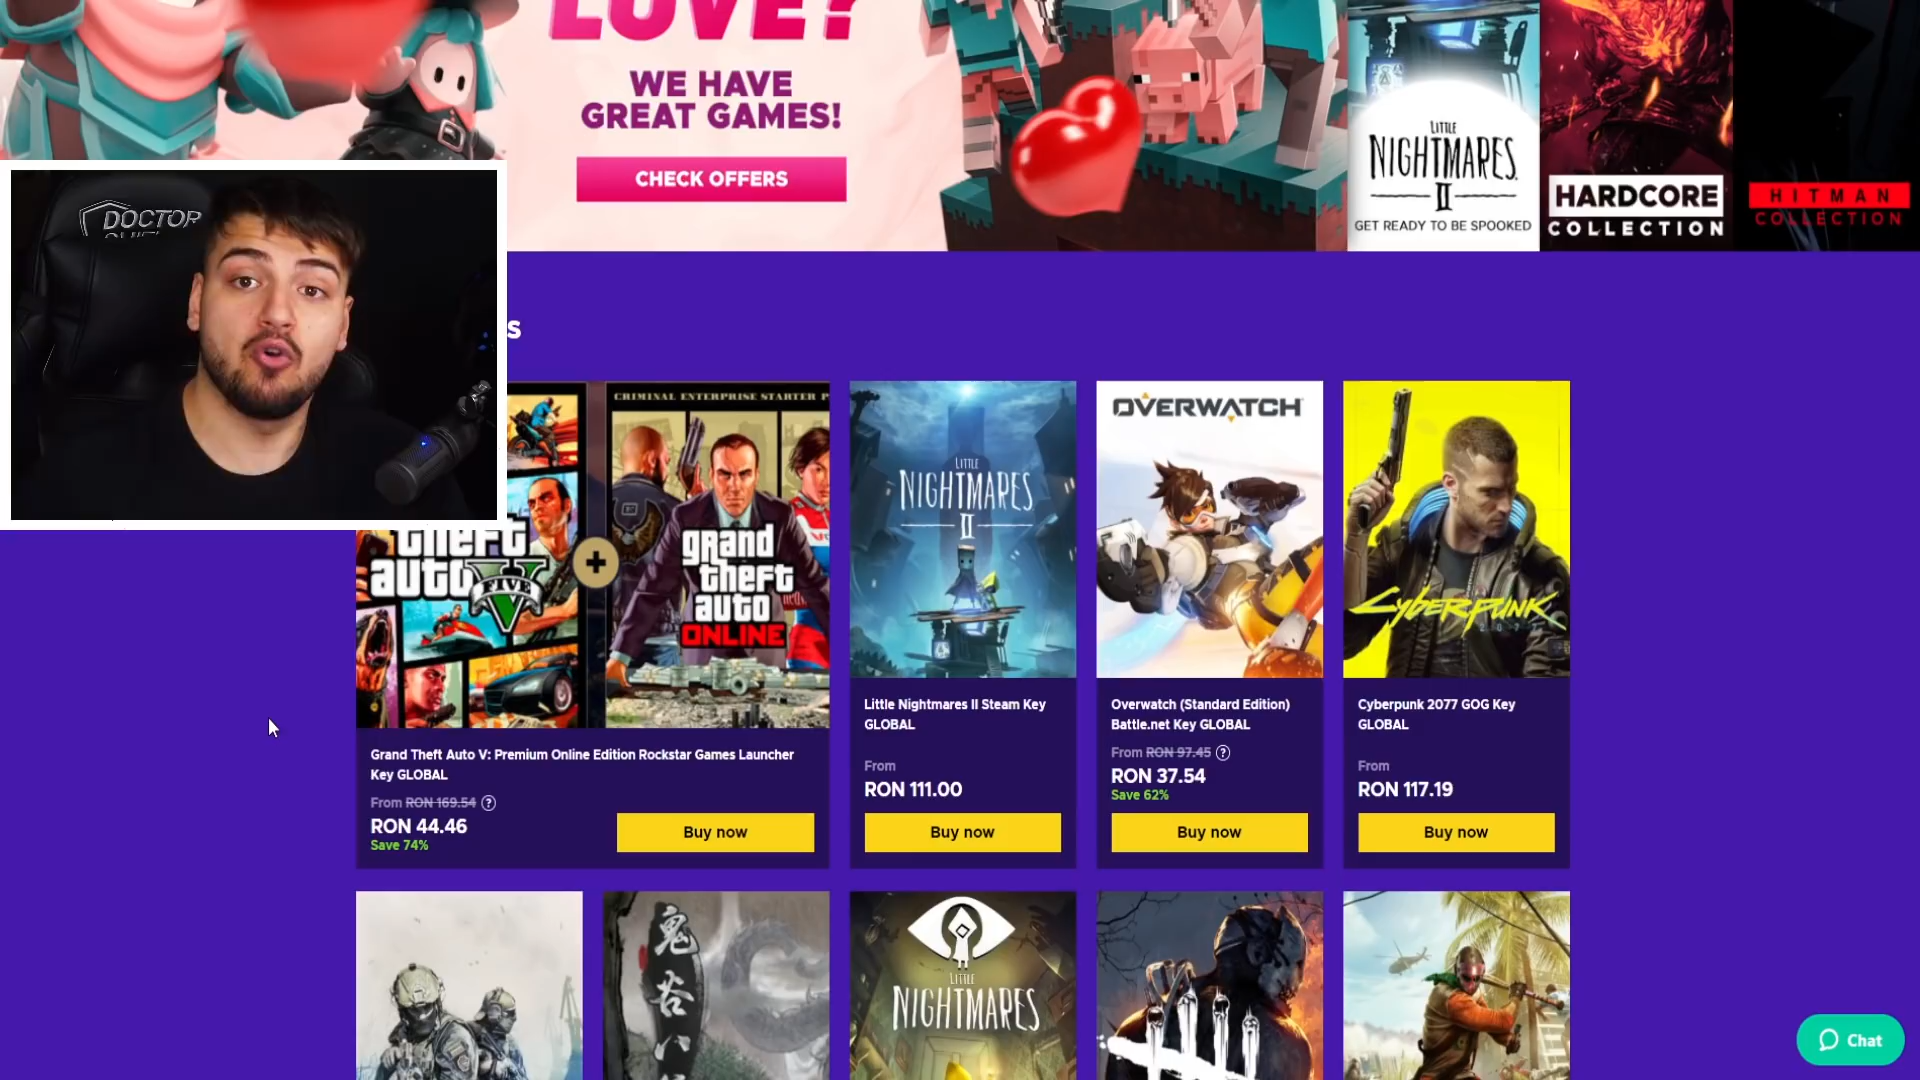 LOVE?
WE HAVE
GREAT GAMES!
CHECK OFFERS
LITTLE
NIGHTMARES
II
GET READY TO BE SPOOKED
HARDCORE
COLLECTION
HITMAN
COLLECTION
DOCTOR
s
CRIMINAL ENTERPRISE STARTER P
theft
auto
V
FIVE
+
grand
theft
auto
ONLINE
LITTLE
NIGHTMARES
II
OVERWATCH
Cyberpunk
2077
Grand Theft Auto V: Premium Online Edition Rockstar Games Launcher
Key GLOBAL
From RON 169.54 ?
RON 44.46
Save 74%
Buy now
Little Nightmares II Steam Key
GLOBAL
From
RON 111.00
Buy now
Overwatch (Standard Edition)
Battle.net Key GLOBAL
From RON 97.45 ?
RON 37.54
Save 62%
Buy now
Cyberpunk 2077 GOG Key
GLOBAL
From
RON 117.19
Buy now
鬼
谷
八
LITTLE
NIGHTMARES
Chat